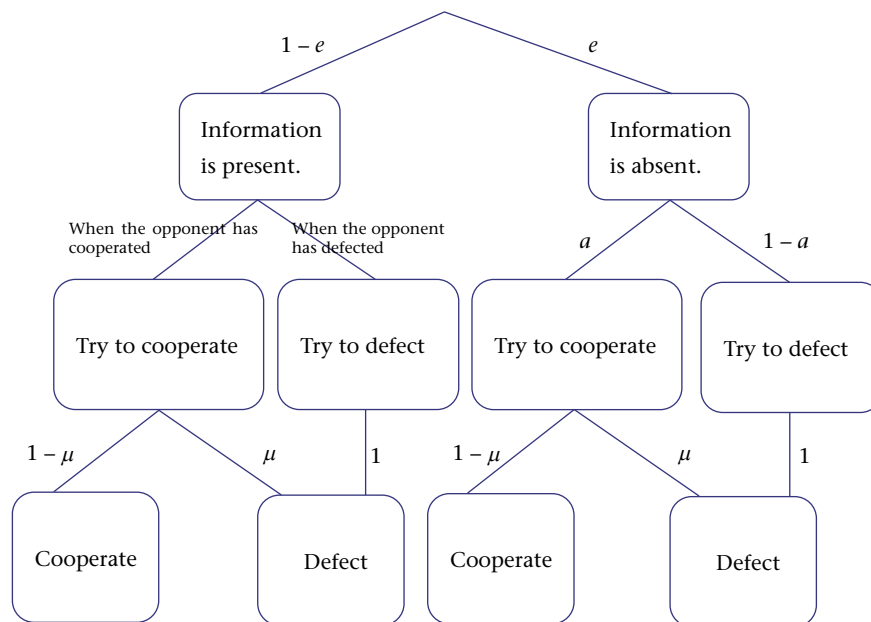 1 – e
e
Information
is present.
Information
is absent.
When the opponent has
cooperated
When the opponent
has defected
a
1 – a
Try to cooperate
Try to defect
Try to cooperate
Try to defect
1 – μ
μ
1
1 – μ
μ
1
Cooperate
Defect
Cooperate
Defect